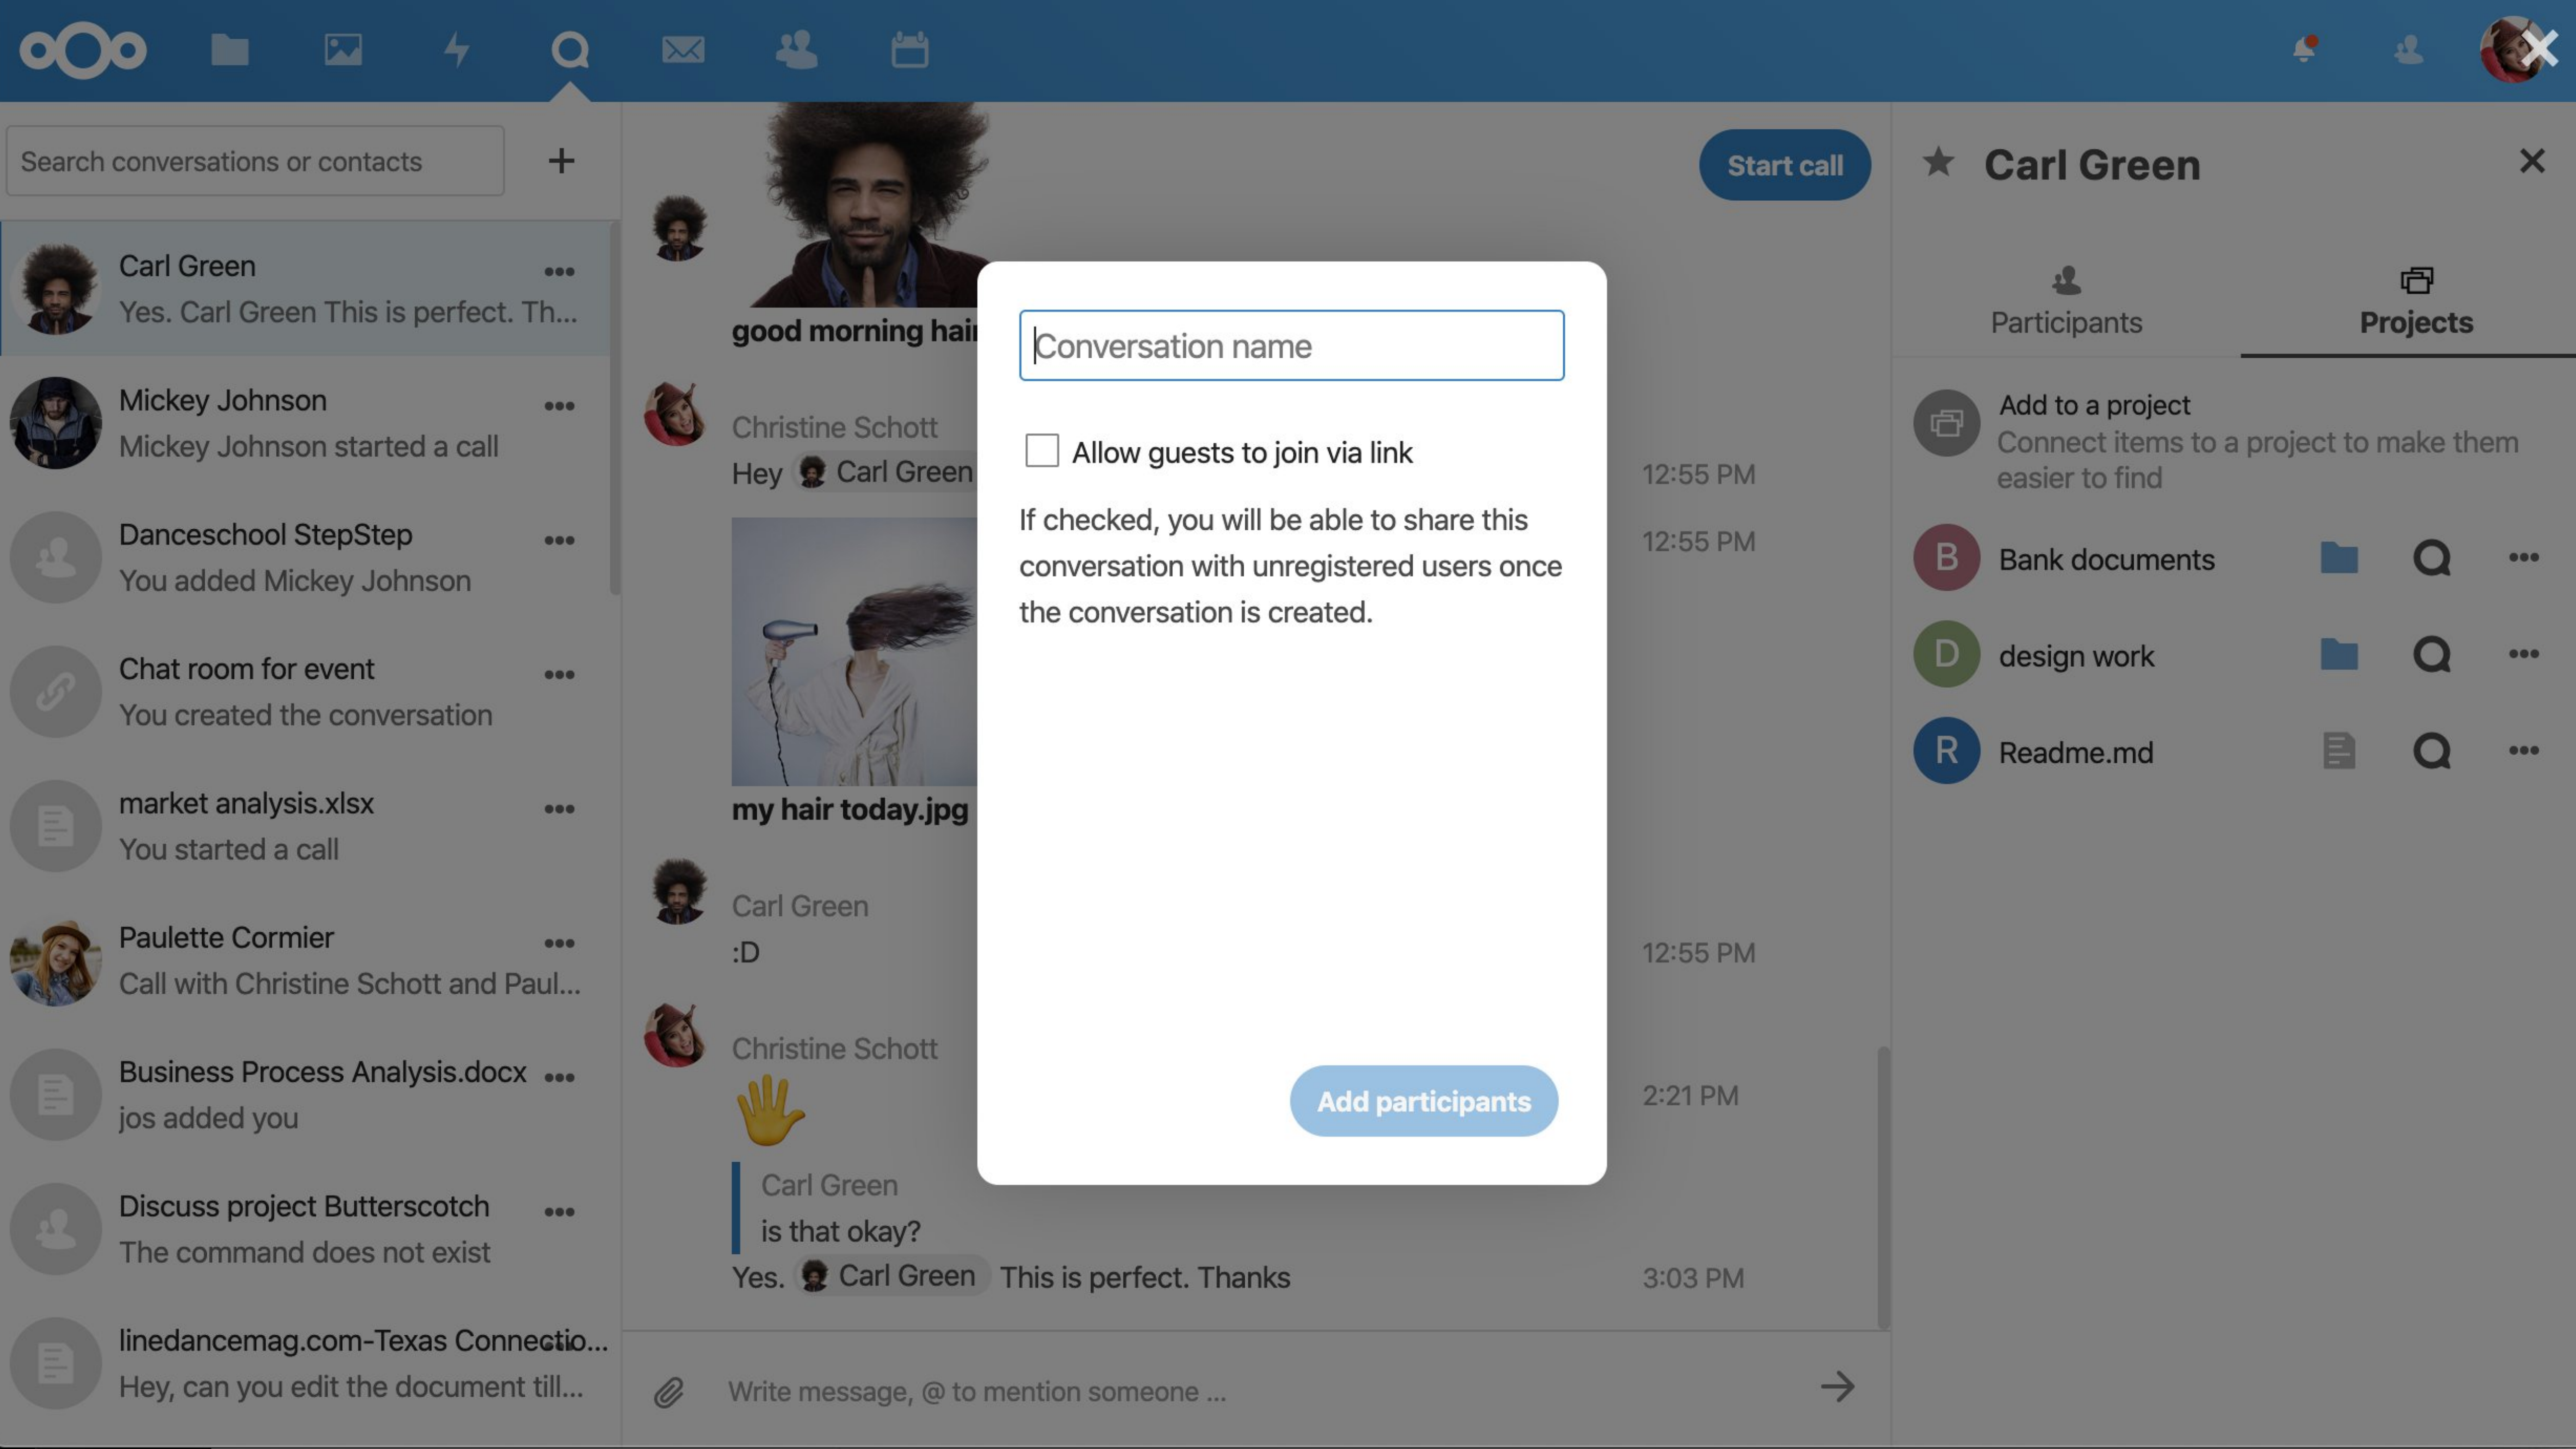 Search conversations or contacts
Carl Green
Yes. Carl Green This is perfect. Th...
Mickey Johnson
Mickey Johnson started a call
Danceschool StepStep
You added Mickey Johnson
Chat room for event
You created the conversation
market analysis.xlsx
You started a call
Paulette Cormier
Call with Christine Schott and Paul...
Business Process Analysis.docx
jos added you
Discuss project Butterscotch
The command does not exist
linedancemag.com-Texas Connectio...
Hey, can you edit the document till...
Start call
good morning hair
Christine Schott
Hey Carl Green
12:55 PM
12:55 PM
my hair today.jpg
Carl Green
:D
12:55 PM
Christine Schott
2:21 PM
Carl Green
is that okay?
Yes. Carl Green This is perfect. Thanks
3:03 PM
Write message, @ to mention someone ...
Conversation name
Allow guests to join via link
If checked, you will be able to share this
conversation with unregistered users once
the conversation is created.
Add participants
Carl Green
Participants
Projects
Add to a project
Connect items to a project to make them
easier to find
B
Bank documents
D
design work
R
Readme.md